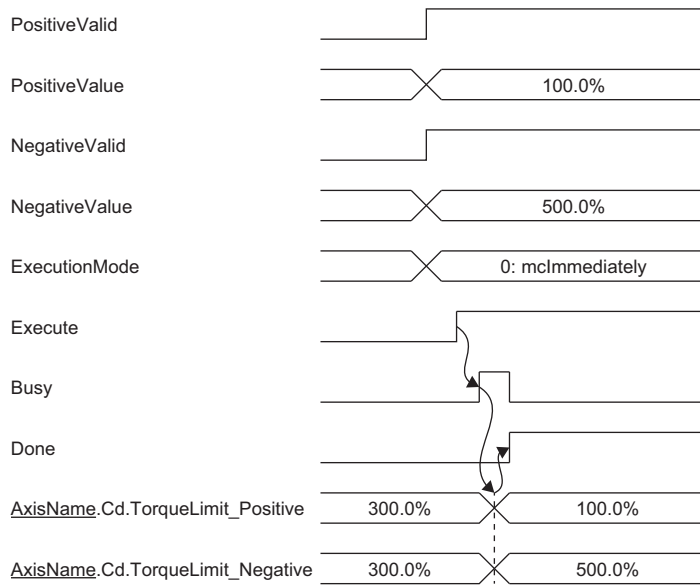 PositiveValid
PositiveValue 100.0%
NegativeValid
NegativeValue 500.0%
ExecutionMode 0: mcImmediately
Execute
Busy
Done
AxisName.Cd.TorqueLimit_Positive 300.0% 100.0%
AxisName.Cd.TorqueLimit_Negative 300.0% 500.0%